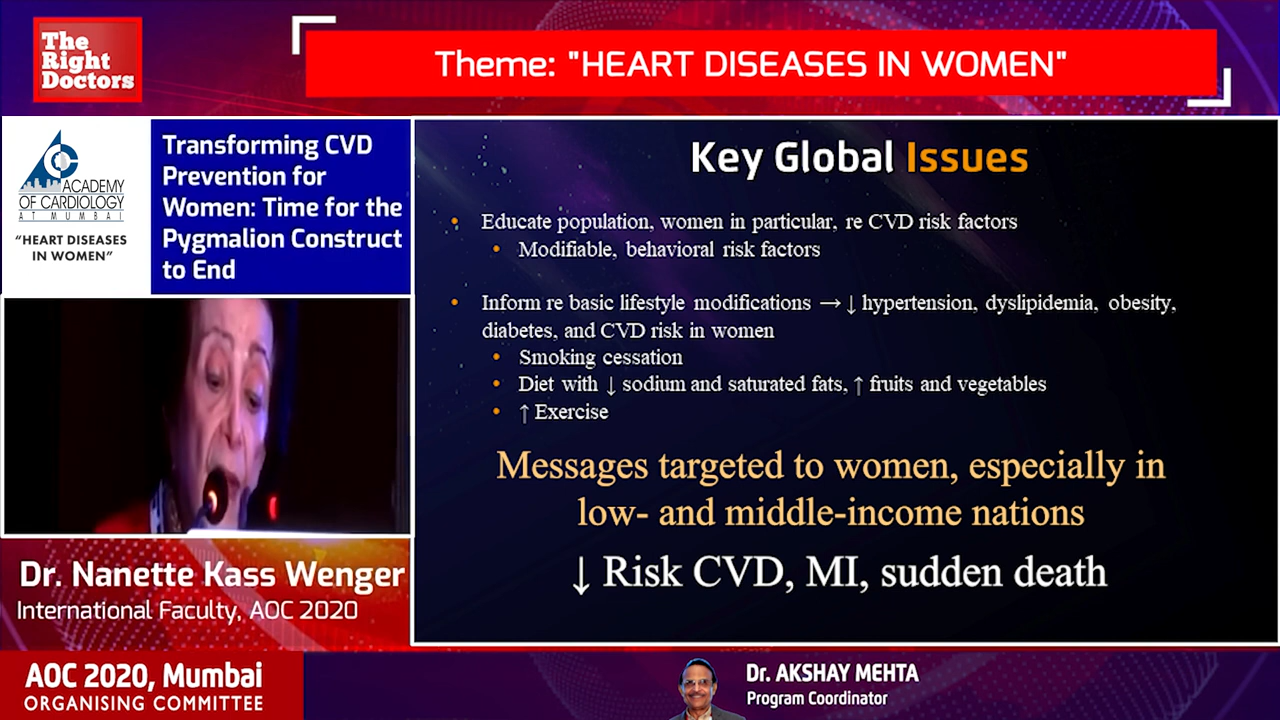 The
Right
Doctors
Theme: "HEART DISEASES IN WOMEN"
AC
ACADEMY
OF CARDIOLOGY
AT MUMBAI
“HEART DISEASES
IN WOMEN”
Transforming CVD
Prevention for
Women: Time for the
Pygmalion Construct
to End
Key Global Issues
• Educate population, women in particular, re CVD risk factors
• Modifiable, behavioral risk factors
• Inform re basic lifestyle modifications → ↓ hypertension, dyslipidemia, obesity,
diabetes, and CVD risk in women
• Smoking cessation
• Diet with ↓ sodium and saturated fats, ↑ fruits and vegetables
• ↑ Exercise
Messages targeted to women, especially in
low- and middle-income nations
↓ Risk CVD, MI, sudden death
Dr. Nanette Kass Wenger
International Faculty, AOC 2020
AOC 2020, Mumbai
ORGANISING COMMITTEE
Dr. AKSHAY MEHTA
Program Coordinator